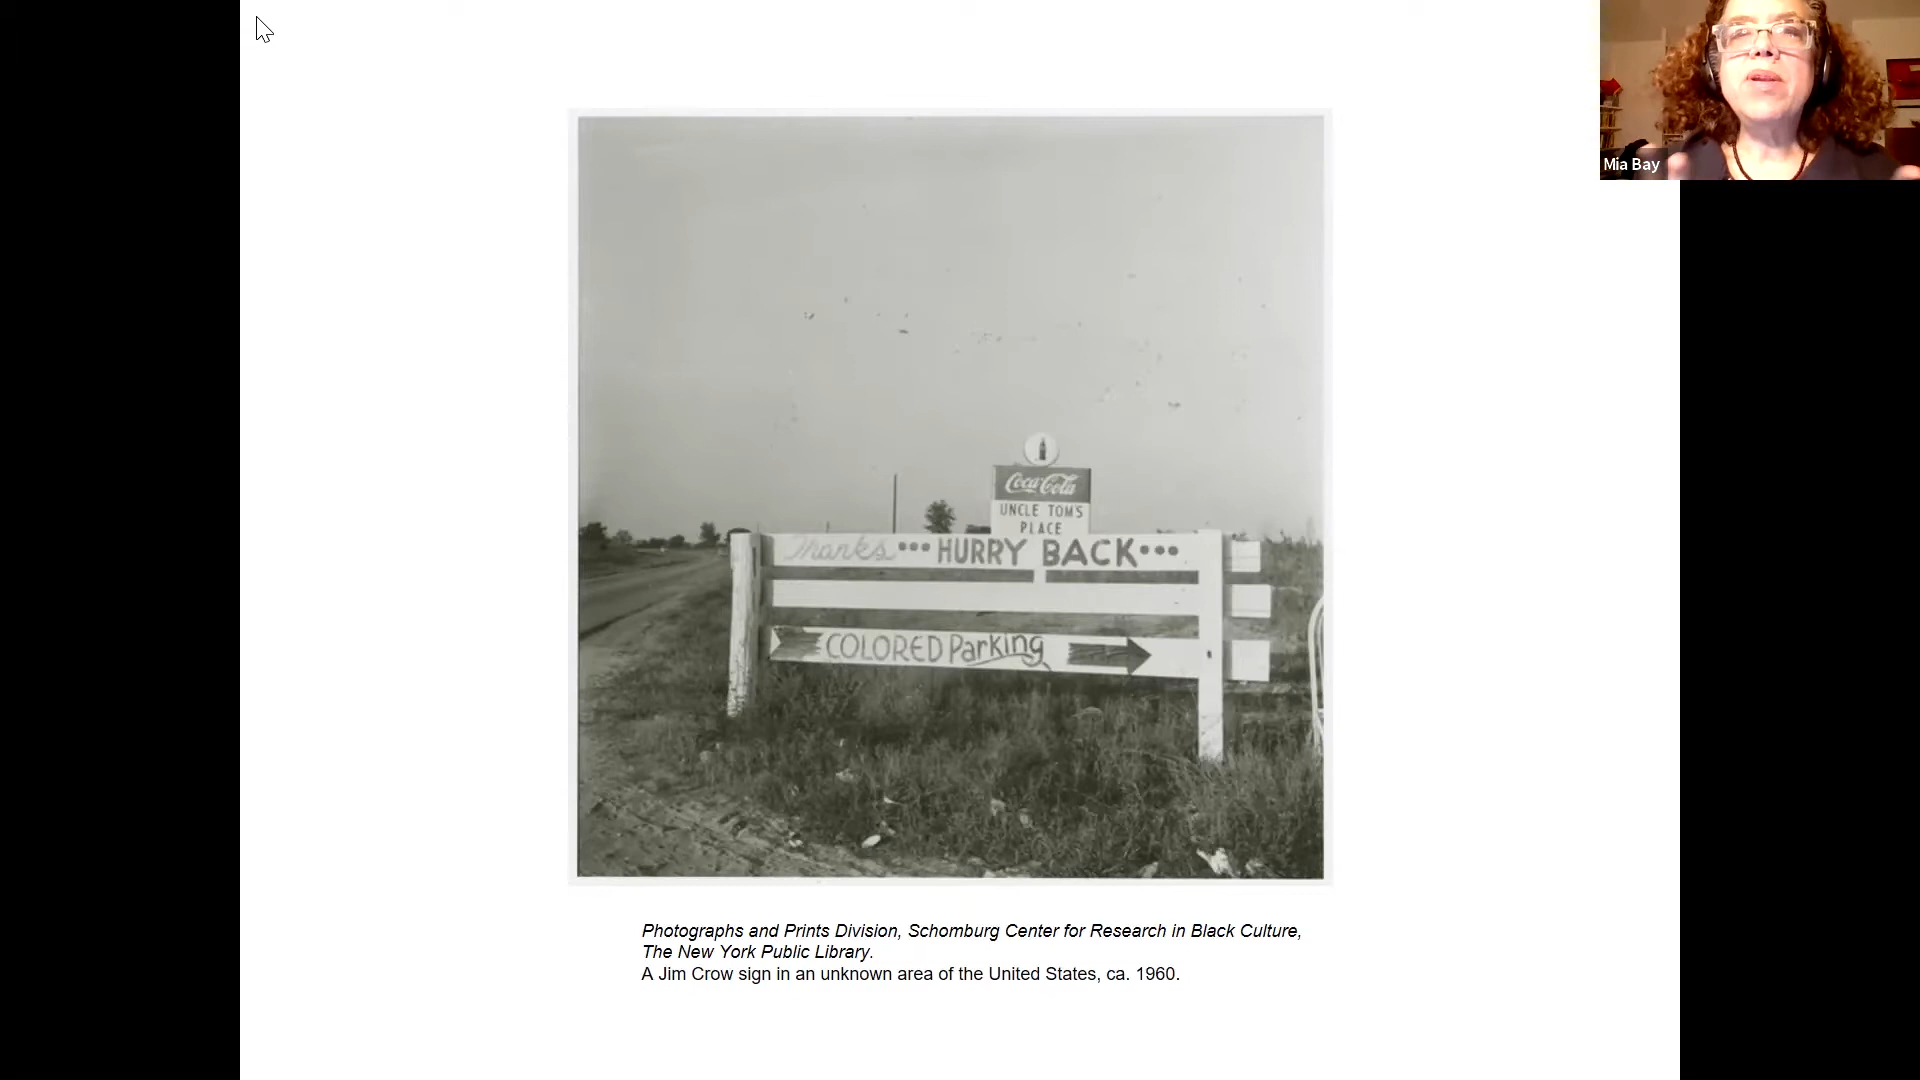 Mia Bay
Coca-Cola
UNCLE TOM'S
PLACE
Thanks•••HURRY BACK•••
COLORED Parking
Photographs and Prints Division, Schomburg Center for Research in Black Culture,
The New York Public Library.
A Jim Crow sign in an unknown area of the United States, ca. 1960.